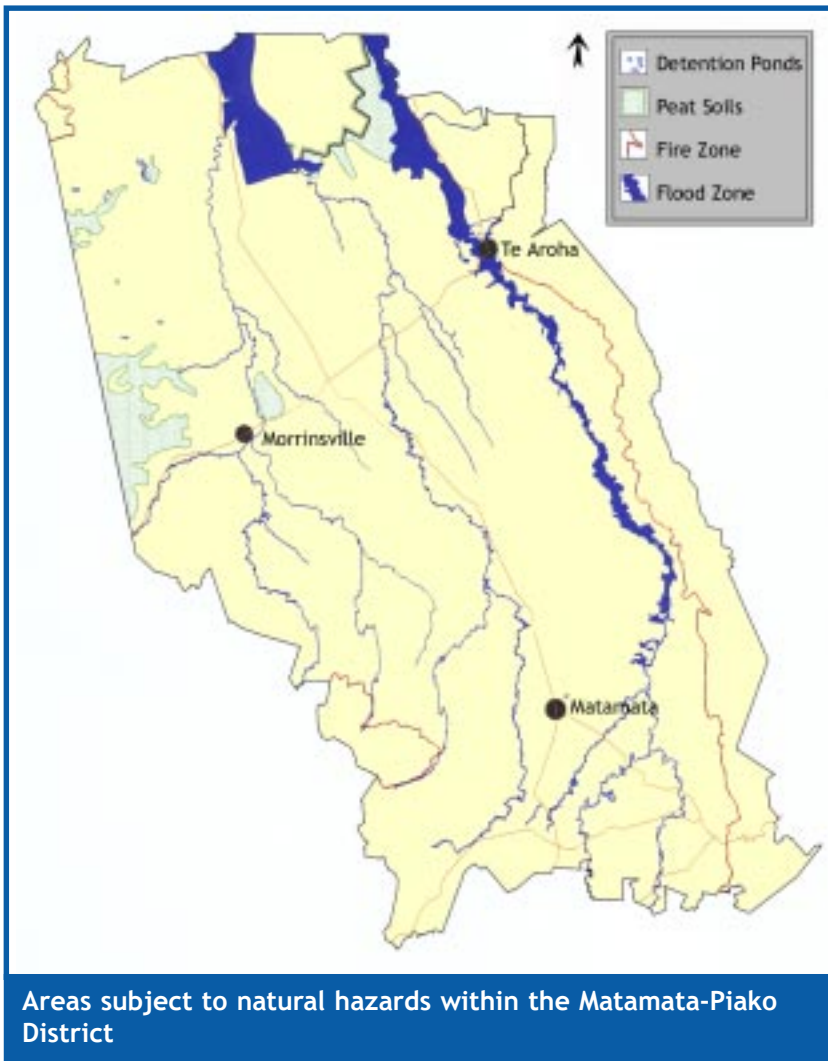 Detention Ponds
Peat Soils
Fire Zone
Flood Zone
Te Aroha
Morrinsville
Matamata
Areas subject to natural hazards within the Matamata-Piako
District